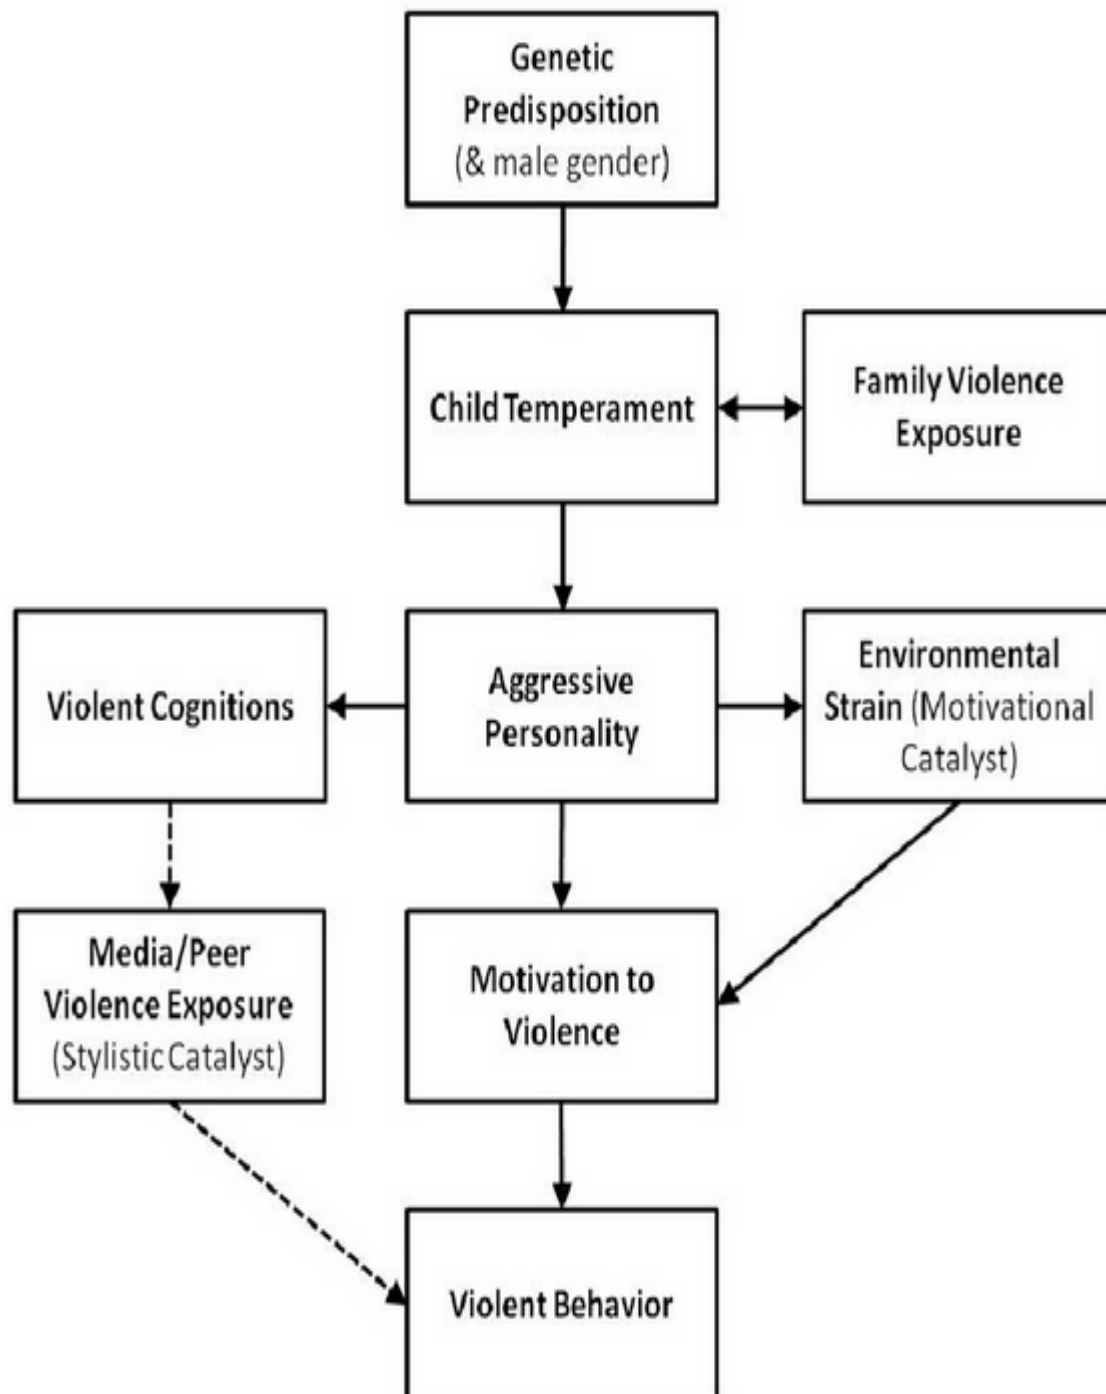 Genetic
Predisposition
(& male gender)
Child Temperament
Family Violence
Exposure
Violent Cognitions
Aggressive
Personality
Environmental
Strain (Motivational
Catalyst)
Media/Peer
Violence Exposure
(Stylistic Catalyst)
Motivation to
Violence
Violent Behavior